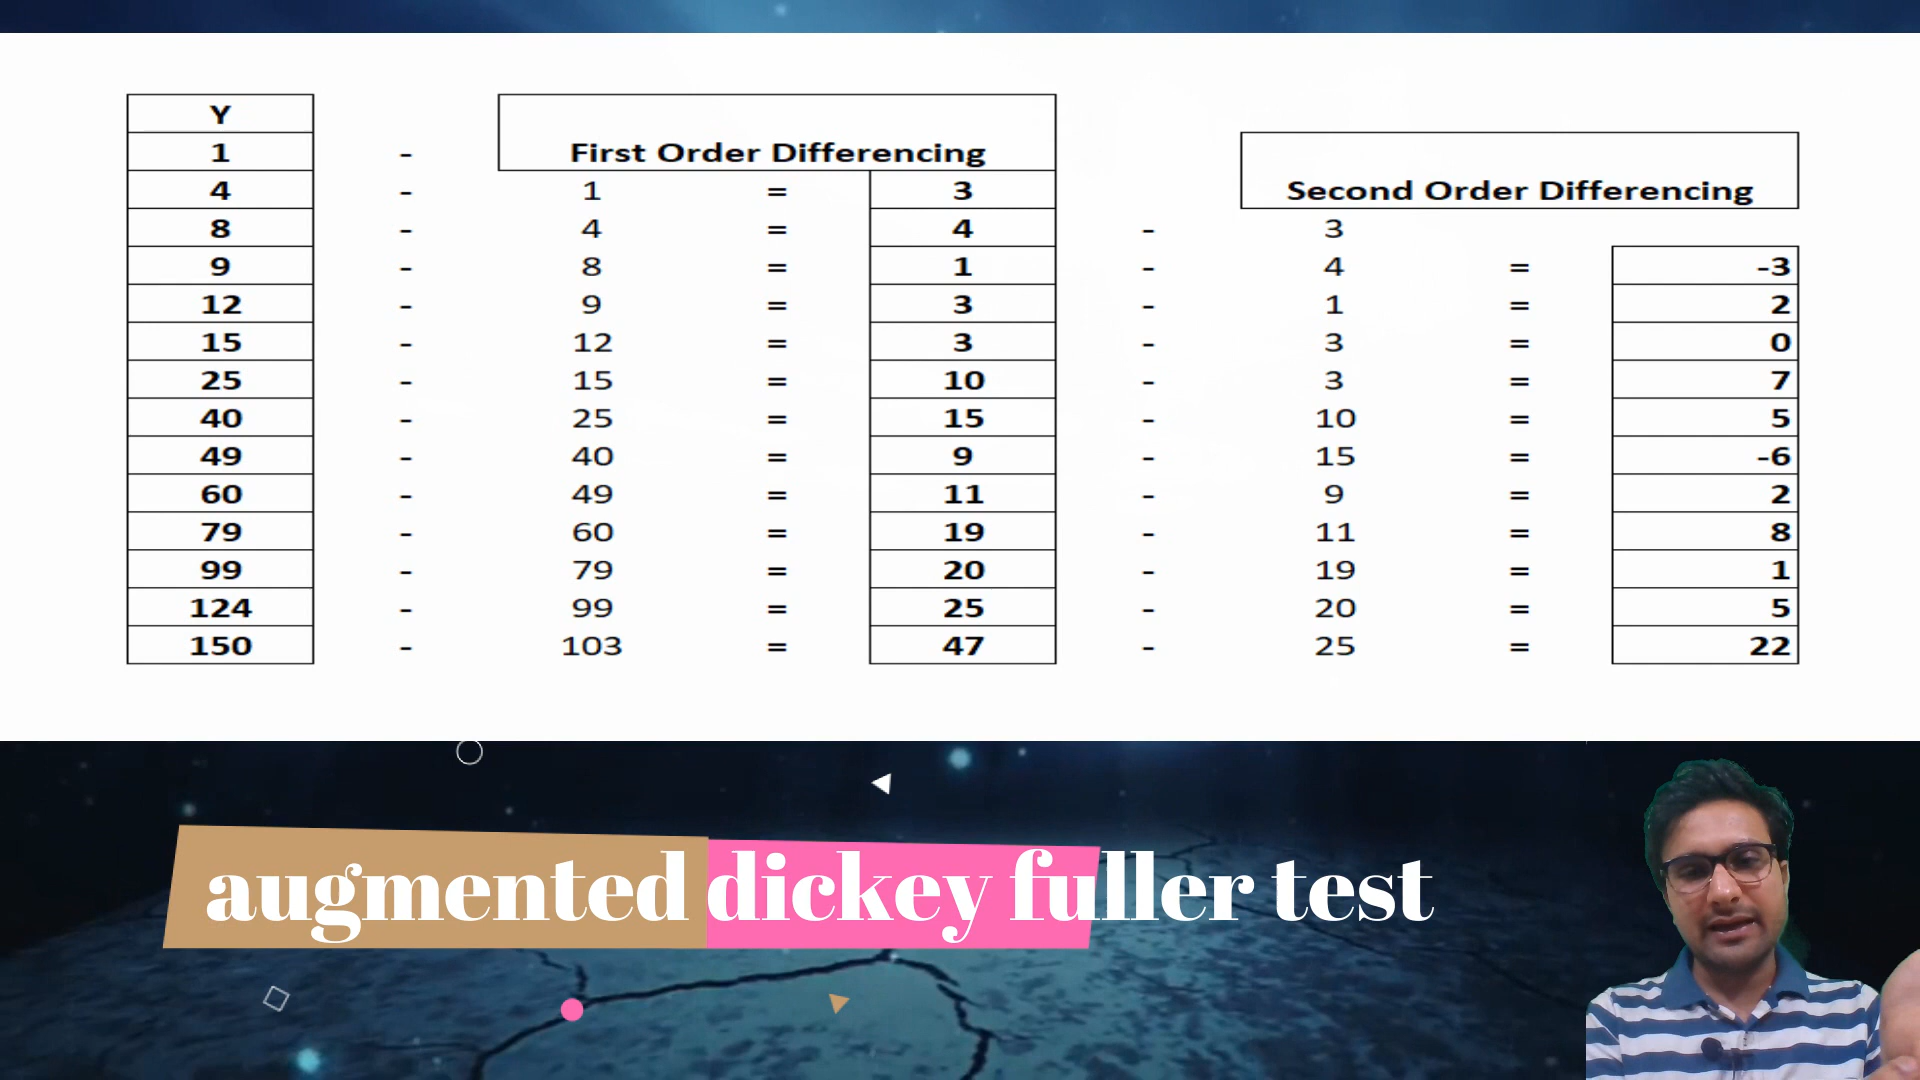 Y
1 - First Order Differencing
4 - 1 = 3 Second Order Differencing
8 - 4 = 4 - 3
9 - 8 = 1 - 4 = -3
12 - 9 = 3 - 1 = 2
15 - 12 = 3 - 3 = 0
25 - 15 = 10 - 3 = 7
40 - 25 = 15 - 10 = 5
49 - 40 = 9 - 15 = -6
60 - 49 = 11 - 9 = 2
79 - 60 = 19 - 11 = 8
99 - 79 = 20 - 19 = 1
124 - 99 = 25 - 20 = 5
150 - 103 = 47 - 25 = 22
augmented dickey fuller test